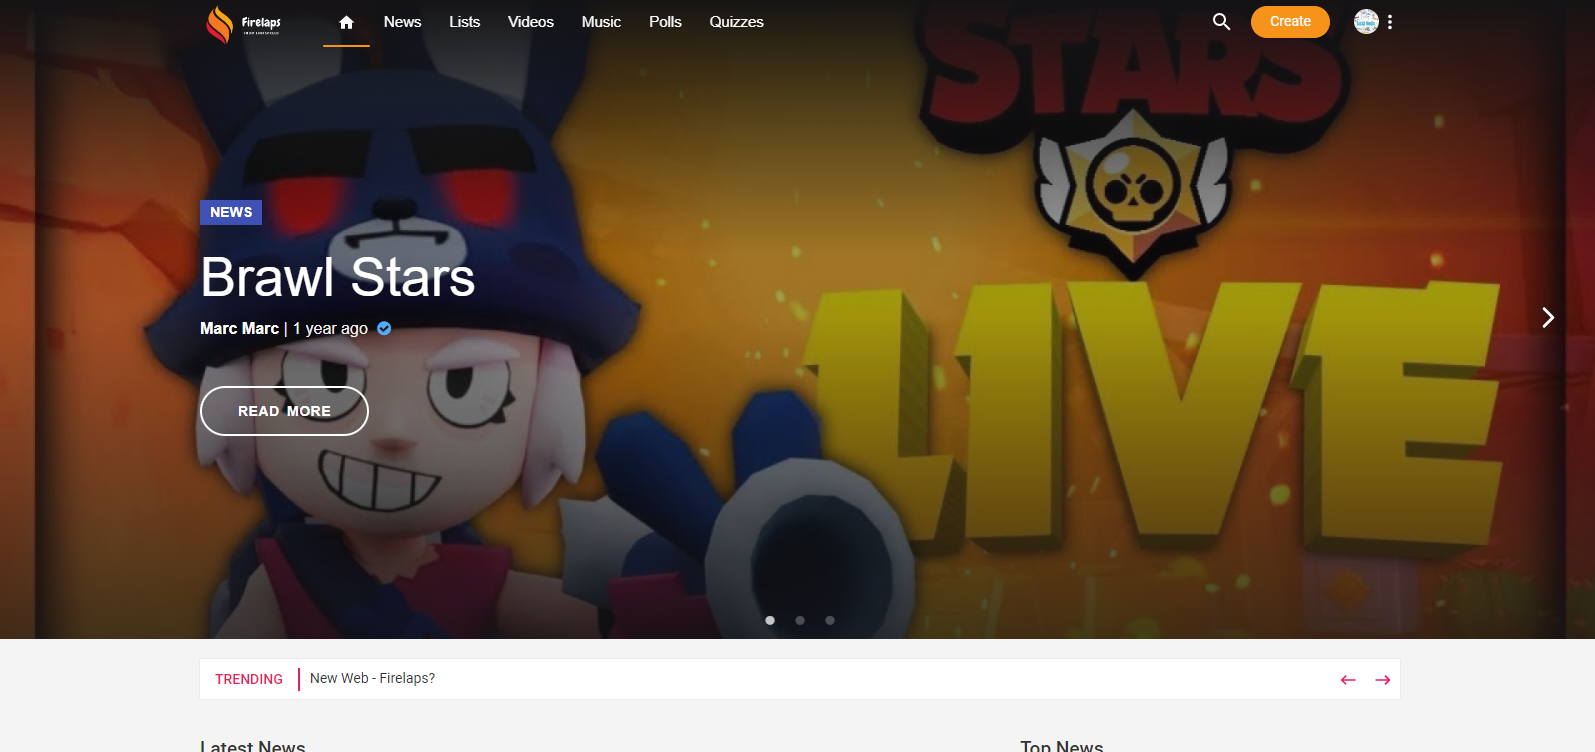 Firelaps
News
Lists
Videos
Music
Polls
Quizzes
Create
STARS
NEWS
Brawl Stars
Marc Marc | 1 year ago
LIVE
READ MORE
TRENDING
New Web - Firelaps?
Latest News
Top News